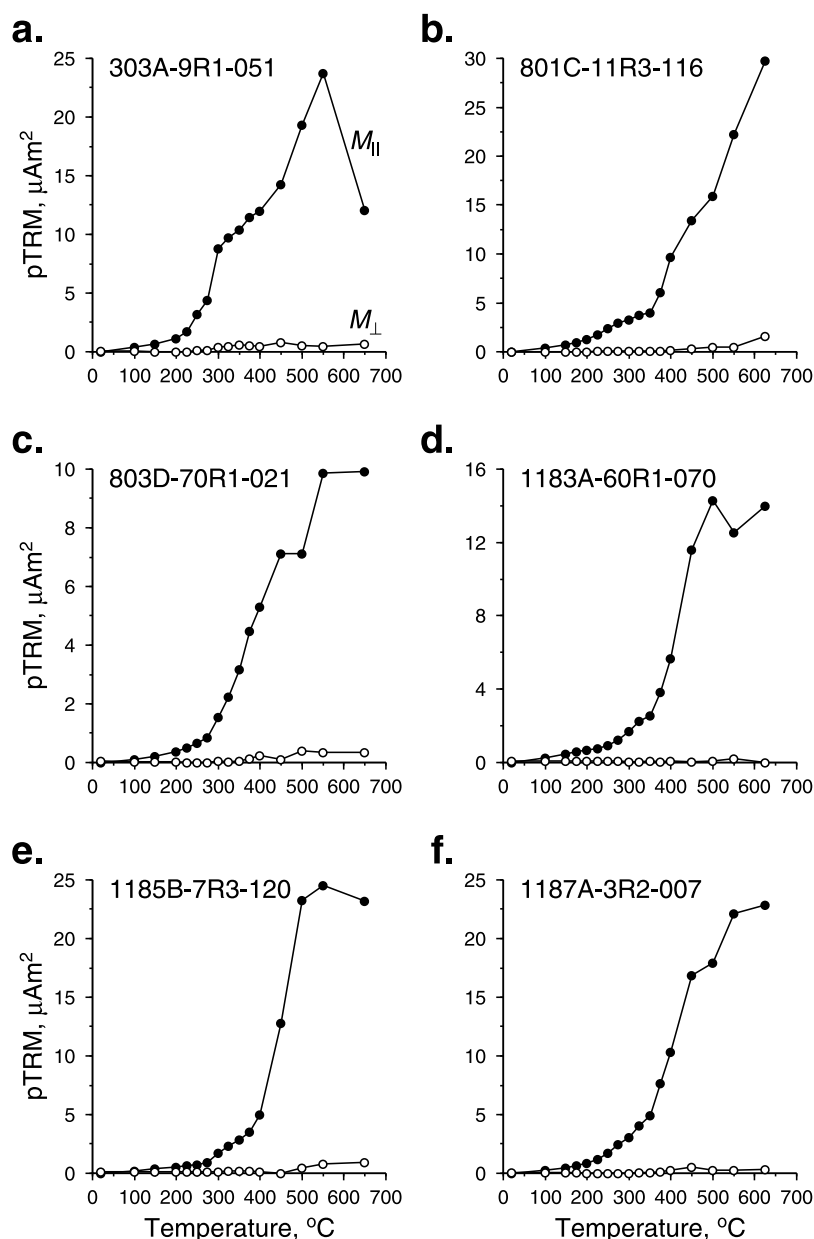 a.
303A-9R1-051
25
20
15
10
5
0
pTRM, μAm²
M||
M⊥
0 100 200 300 400 500 600 700
b.
801C-11R3-116
30
25
20
15
10
5
0
0 100 200 300 400 500 600 700
c.
803D-70R1-021
10
8
6
4
2
0
pTRM, μAm²
0 100 200 300 400 500 600 700
d.
1183A-60R1-070
16
12
8
4
0
0 100 200 300 400 500 600 700
e.
1185B-7R3-120
25
20
15
10
5
0
pTRM, μAm²
0 100 200 300 400 500 600 700
Temperature, °C
f.
1187A-3R2-007
25
20
15
10
5
0
0 100 200 300 400 500 600 700
Temperature, °C